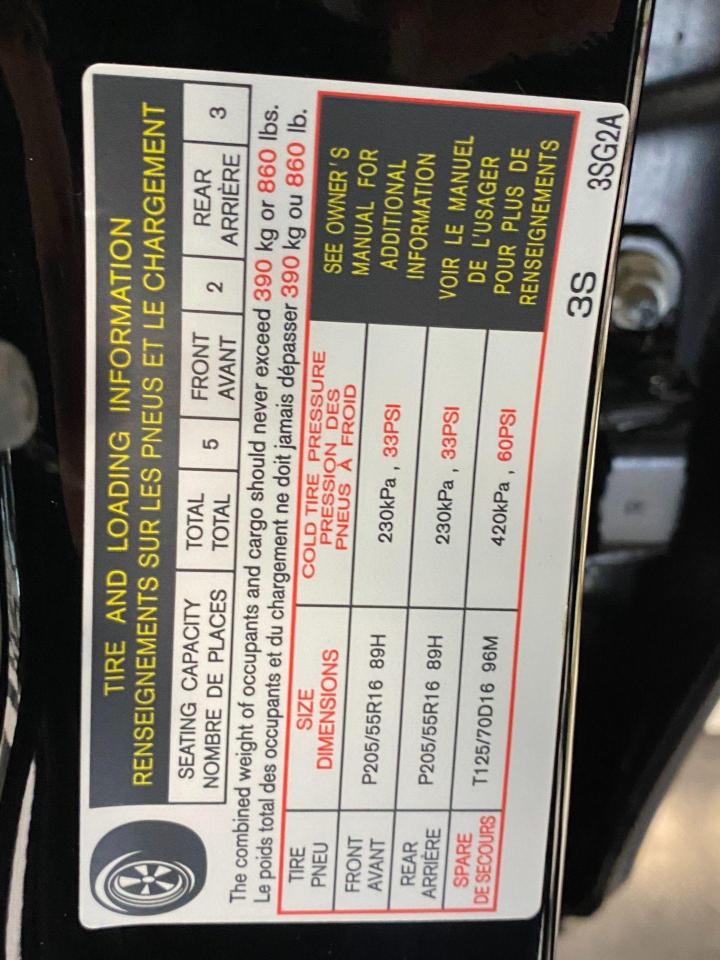 TIRE AND LOADING INFORMATION
RENSEIGNEMENTS SUR LES PNEUS ET LE CHARGEMENT
SEATING CAPACITY
NOMBRE DE PLACES
TOTAL
TOTAL
5
FRONT
AVANT
2
REAR
ARRIÈRE
3
The combined weight of occupants and cargo should never exceed 390 kg or 860 lbs.
Le poids total des occupants et du chargement ne doit jamais dépasser 390 kg ou 860 lb.
TIRE
PNEU
SIZE
DIMENSIONS
COLD TIRE PRESSURE
PRESSION DES
PNEUS À FROID
FRONT
AVANT
P205/55R16 89H
230kPa , 33PSI
REAR
ARRIÈRE
P205/55R16 89H
230kPa , 33PSI
SPARE
DE SECOURS
T125/70D16 96M
420kPa , 60PSI
SEE OWNER'S
MANUAL FOR
ADDITIONAL
INFORMATION
VOIR LE MANUEL
DE L'USAGER
POUR PLUS DE
RENSEIGNEMENTS
3S
3SG2A